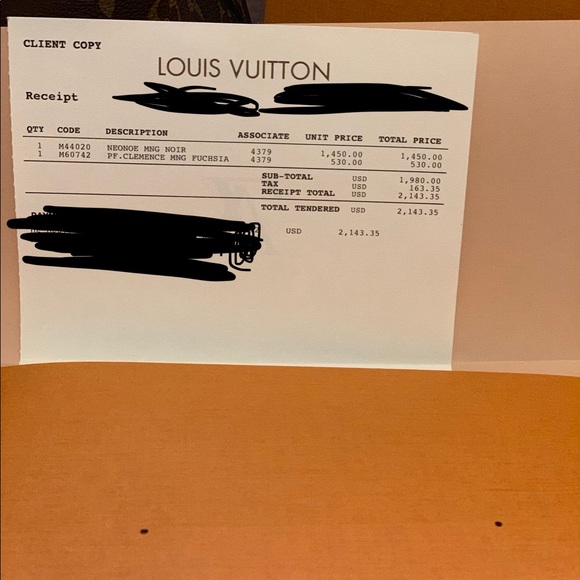 CLIENT COPY
LOUIS VUITTON
Receipt
QTY CODE DESCRIPTION ASSOCIATE UNIT PRICE TOTAL PRICE
1 M44020 NEONOE MNG NOIR 4379 1,450.00 1,450.00
1 M60742 PF.CLEMENCE MNG FUCHSIA 4379 530.00 530.00
SUB-TOTAL USD 1,980.00
TAX USD 163.35
RECEIPT TOTAL USD 2,143.35
TOTAL TENDERED USD 2,143.35
USD 2,143.35